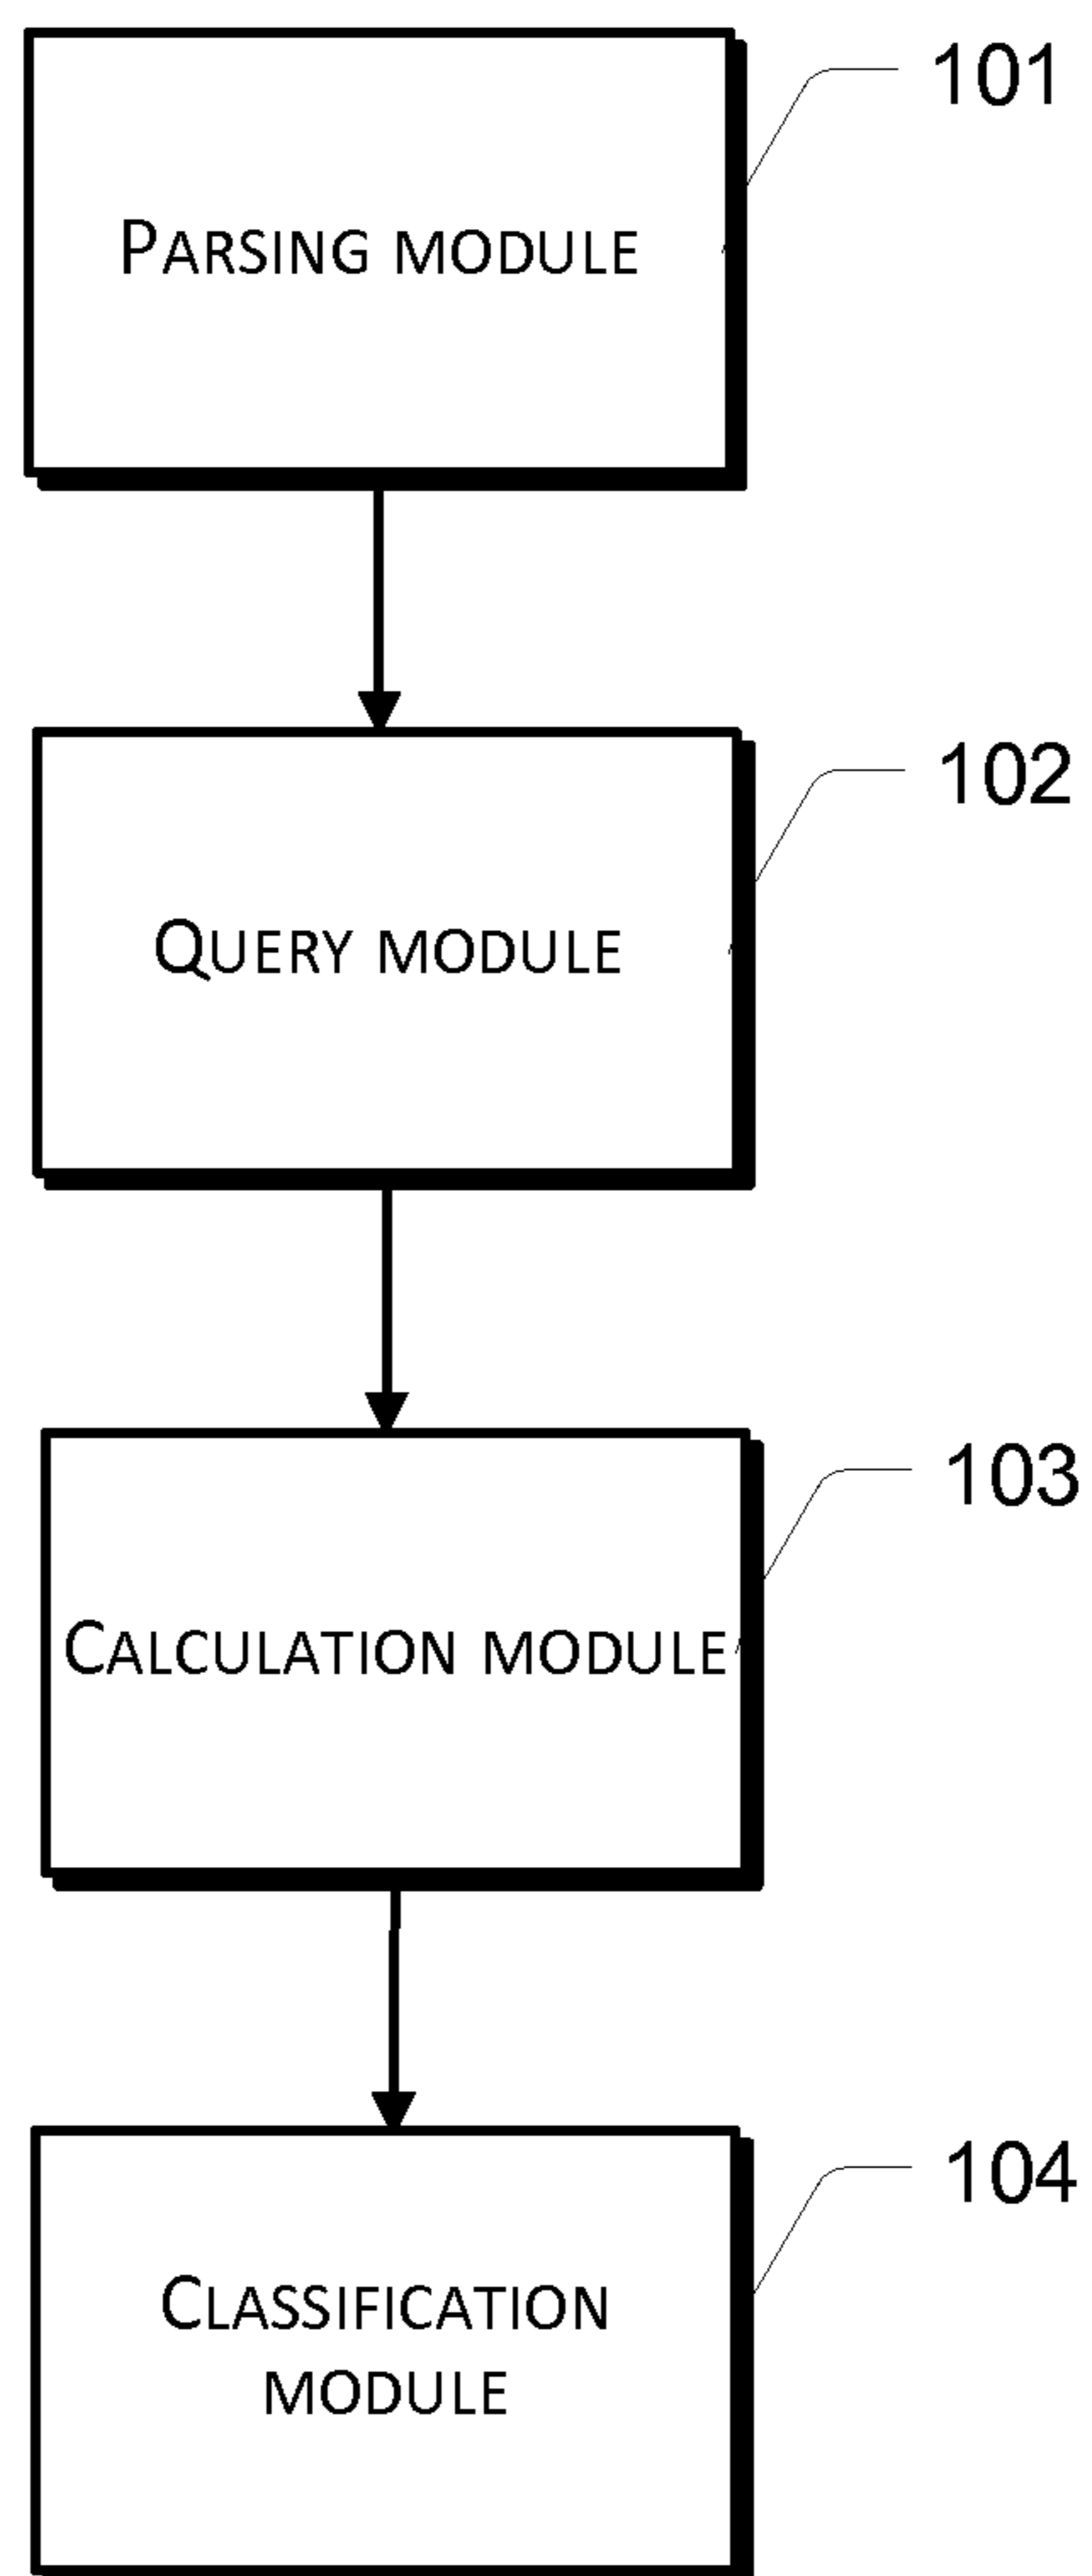 PARSING MODULE
101
QUERY MODULE
102
CALCULATION MODULE
103
CLASSIFICATION
MODULE
104